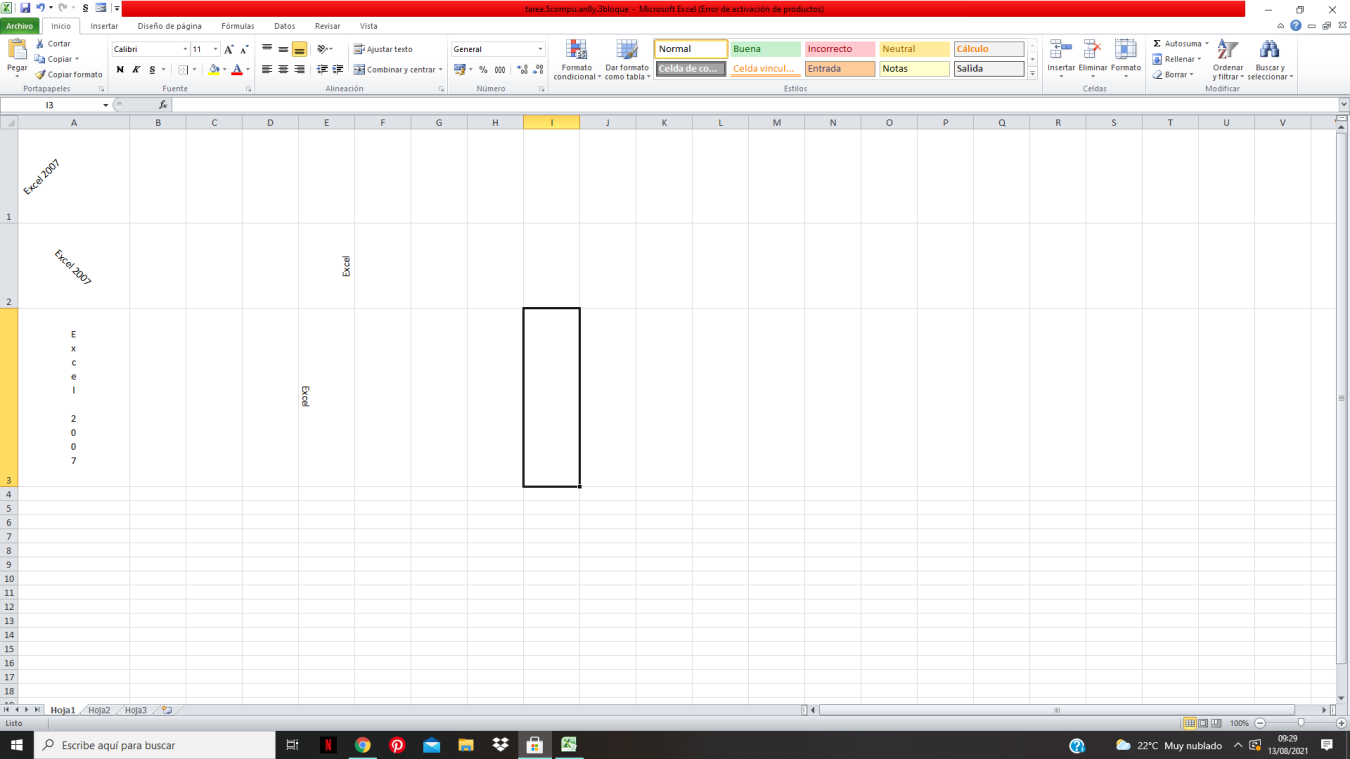 tarea.5compu.anlly.3bloque - Microsoft Excel (Error de activación de productos)
Archivo Inicio Insertar Diseño de página Fórmulas Datos Revisar Vista
Pegar
Cortar
Copiar
Copiar formato
Portapapeles
Calibri 11
N K S
Fuente
Ajustar texto
Combinar y centrar
Alineación
General
% 000
Número
Formato condicional
Dar formato como tabla
Normal Buena Incorrecto Neutral Cálculo
Celda de co... Celda vincul... Entrada Notas Salida
Estilos
Insertar Eliminar Formato
Celdas
Autosuma
Rellenar
Borrar
Ordenar y filtrar
Buscar y seleccionar
Modificar
I3 fx
A B C D E F G H I J K L M N O P Q R S T U V
Excel 2007
1
Excel 2007
Excel
2
Excel 2007
Excel
3
4
5
6
7
8
9
10
11
12
13
14
15
16
17
18
19
Hoja1 Hoja2 Hoja3
Listo 100%
Escribe aquí para buscar
22°C Muy nublado
09:29
13/08/2021